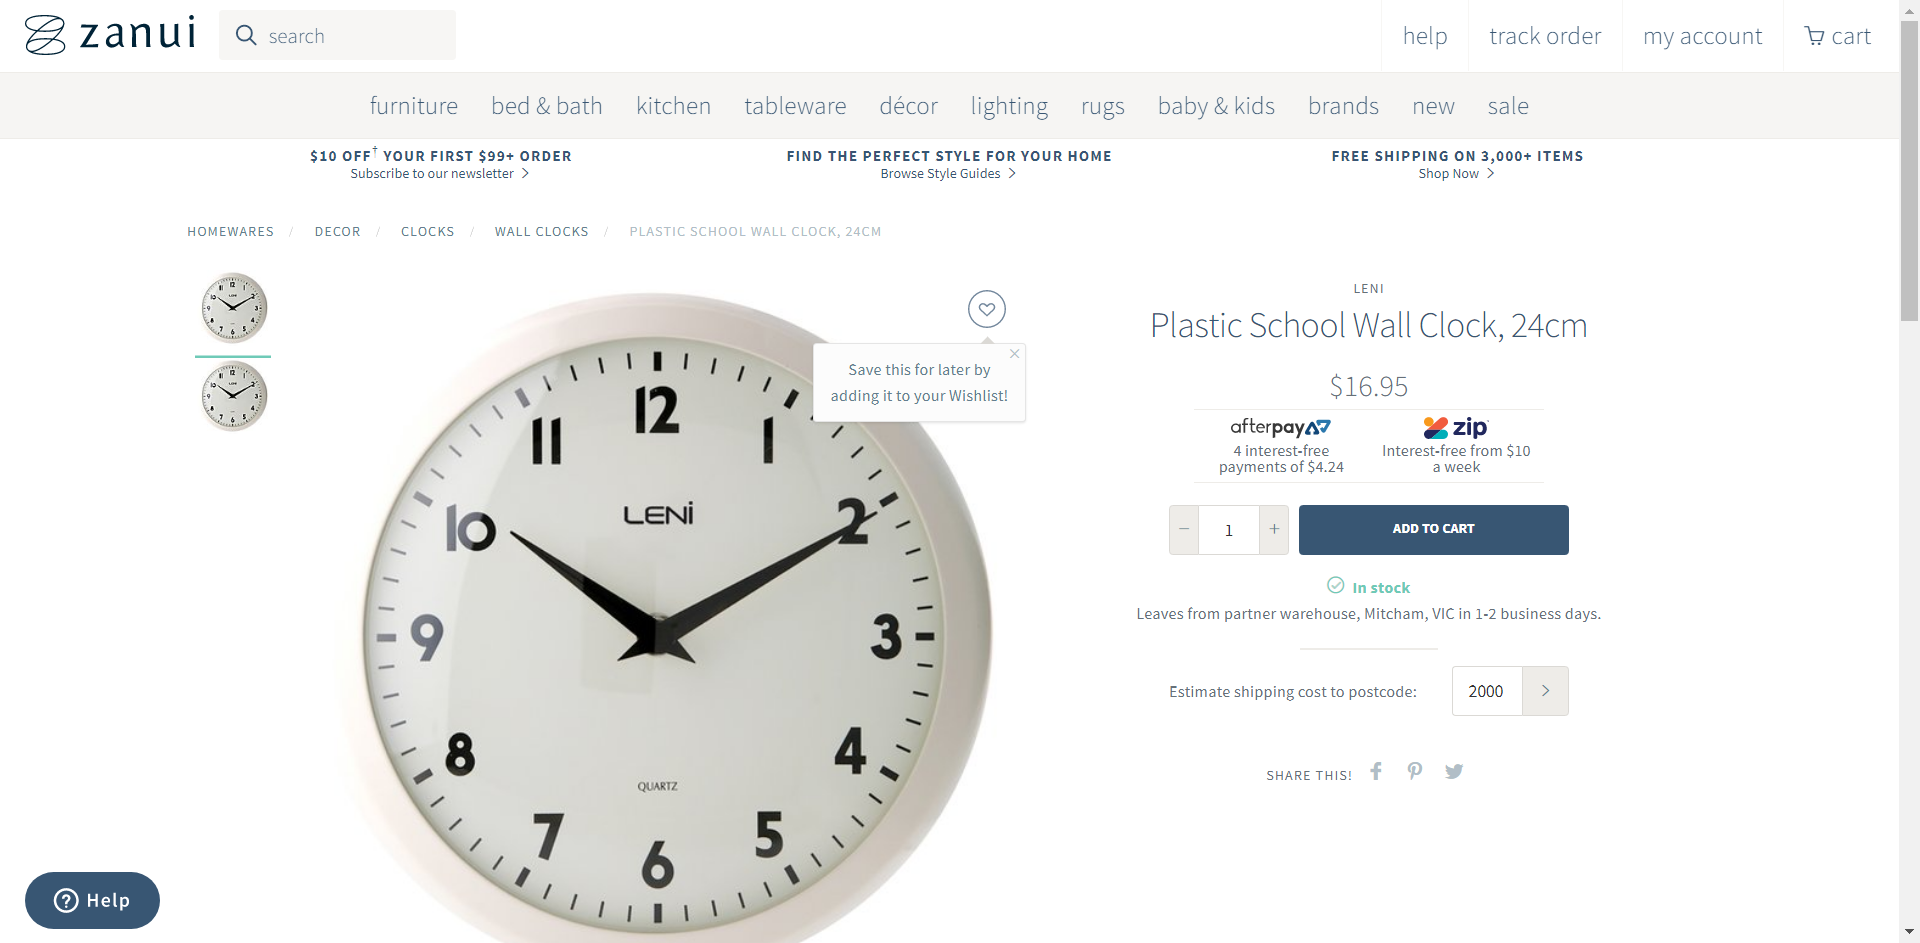 zanui
search
help
track order
my account
cart
furniture
bed & bath
kitchen
tableware
décor
lighting
rugs
baby & kids
brands
new
sale
$10 OFF† YOUR FIRST $99+ ORDER
Subscribe to our newsletter
FIND THE PERFECT STYLE FOR YOUR HOME
Browse Style Guides
FREE SHIPPING ON 3,000+ ITEMS
Shop Now
HOMEWARES / DECOR / CLOCKS / WALL CLOCKS / PLASTIC SCHOOL WALL CLOCK, 24CM
Save this for later by
adding it to your Wishlist!
12
1
2
3
4
5
6
7
8
9
10
11
LENi
QUARTZ
LENI
Plastic School Wall Clock, 24cm
$16.95
afterpay
4 interest-free
payments of $4.24
zip
Interest-free from $10
a week
− 1 +
ADD TO CART
In stock
Leaves from partner warehouse, Mitcham, VIC in 1-2 business days.
Estimate shipping cost to postcode:
2000
SHARE THIS!
Help